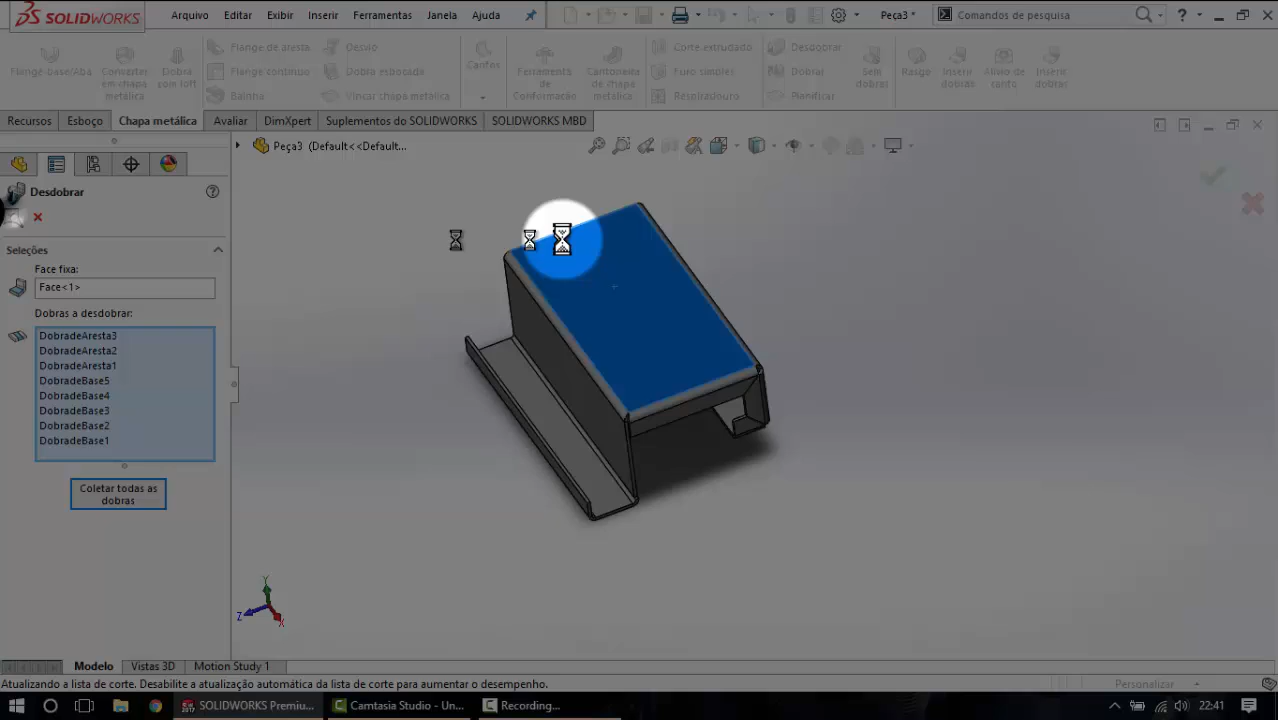 SOLIDWORKS
Arquivo Editar Exibir Inserir Ferramentas Janela Ajuda
Peça3 *
Comandos de pesquisa
Flange-base/Aba
Converter em chapa metálica
Dobra com loft
Flange de aresta
Flange contínuo
Bainha
Desvio
Dobra esboçada
Vincar chapa metálica
Cantos
Ferramenta de Conformação
Cantoneira de chapa metálica
Corte extrudado
Furo simples
Respiradouro
Desdobrar
Dobrar
Planificar
Sem dobras
Rasgo
Inserir dobras
Alívio de canto
Inserir dobras
Recursos Esboço Chapa metálica Avaliar DimXpert Suplementos do SOLIDWORKS SOLIDWORKS MBD
Peça3 (Default<<Default...
Desdobrar
Seleções
Face fixa:
Face<1>
Dobras a desdobrar:
DobradeAresta3
DobradeAresta2
DobradeAresta1
DobradeBase5
DobradeBase4
DobradeBase3
DobradeBase2
DobradeBase1
Coletar todas as
dobras
Y
Z
X
Modelo Vistas 3D Motion Study 1
Atualizando a lista de corte. Desabilite a atualização automática da lista de corte para aumentar o desempenho.
Personalizar
SOLIDWORKS Premiu...
Camtasia Studio - Un...
Recording...
22:41